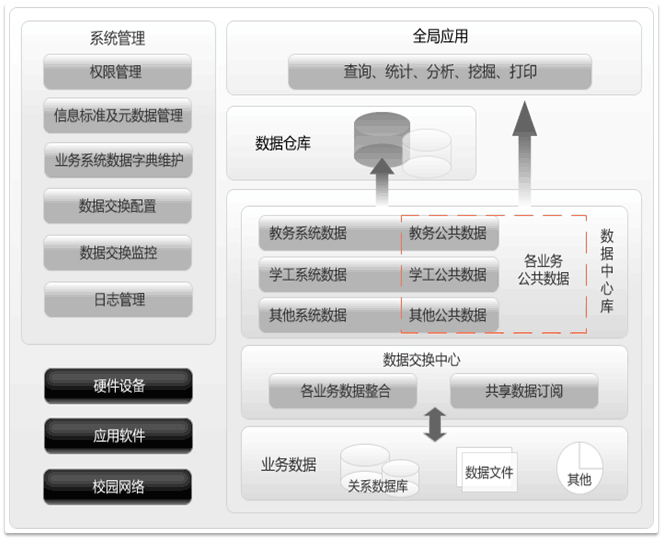 系统管理
权限管理
信息标准及元数据管理
业务系统数据字典维护
数据交换配置
数据交换监控
日志管理
硬件设备
应用软件
校园网络
全局应用
查询、统计、分析、挖掘、打印
数据仓库
教务系统数据
教务公共数据
学工系统数据
学工公共数据
其他系统数据
其他公共数据
各业务
公共数据
数据中心库
数据交换中心
各业务数据整合
共享数据订阅
业务数据
关系数据库
数据文件
其他